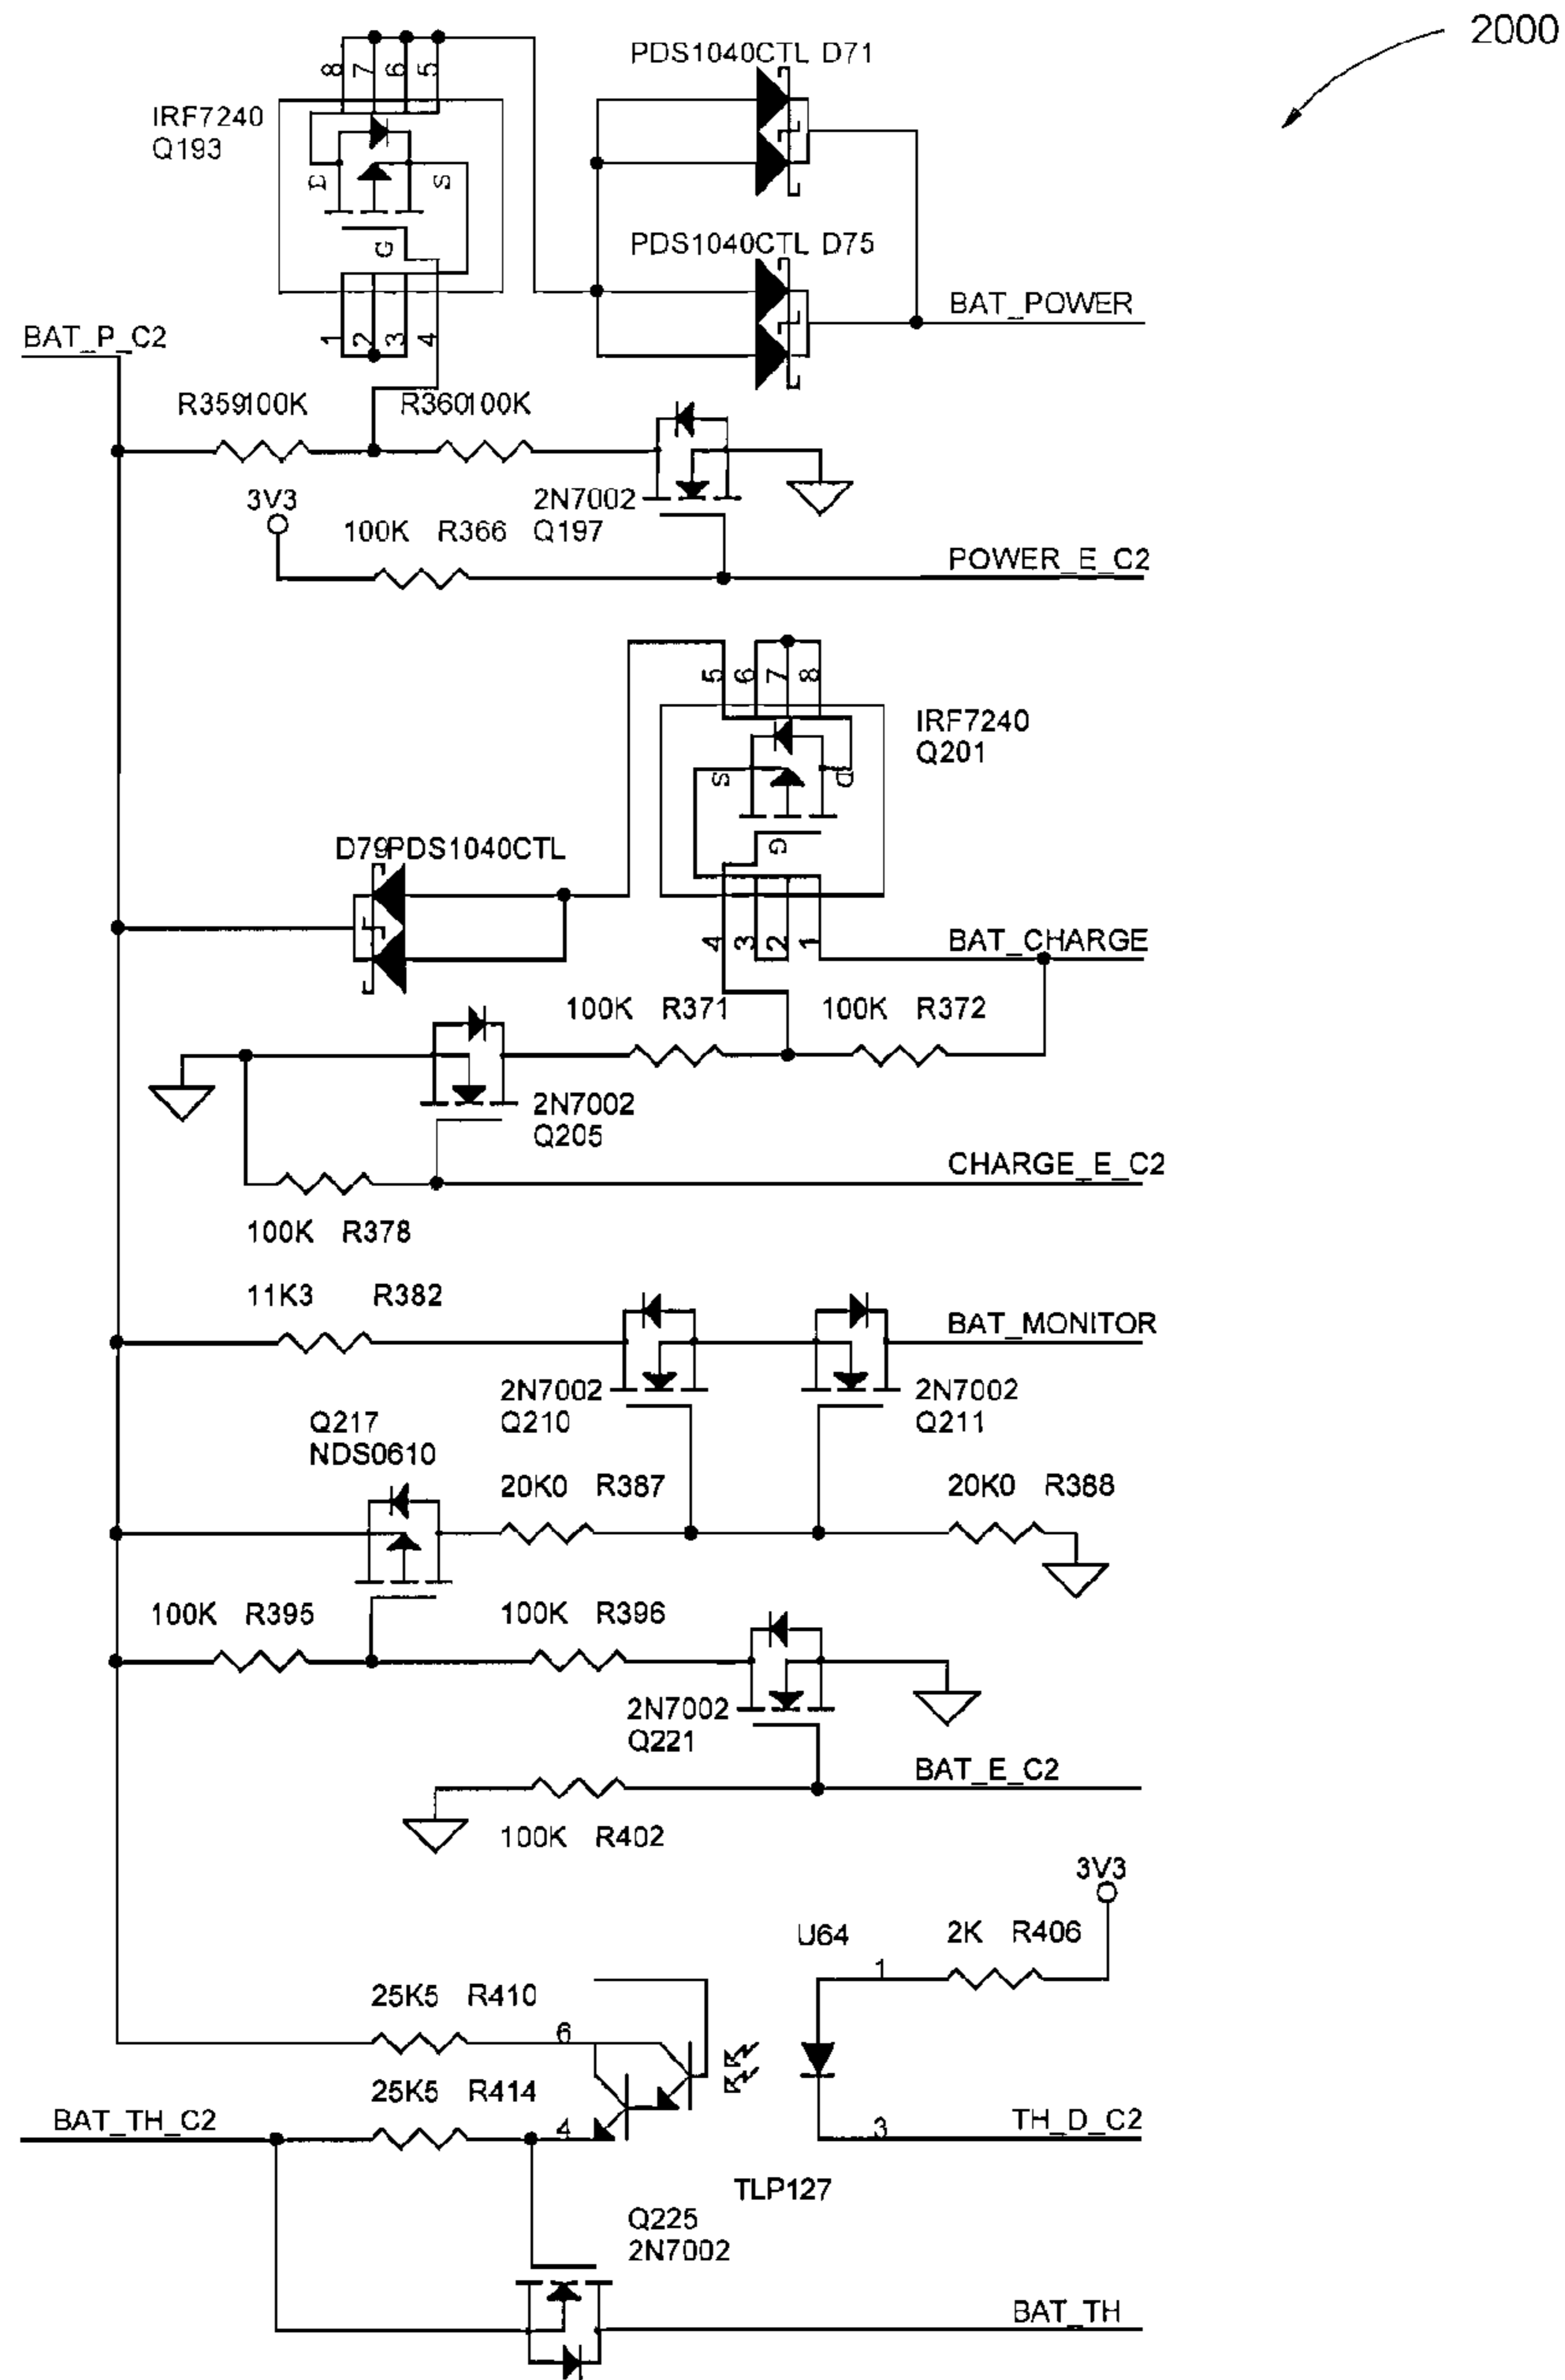 2000
PDS1040CTL D71
8 7 6 5
IRF7240
Q193
D S
G
PDS1040CTL D75
BAT_POWER
BAT_P_C2
1 2 3 4
R359100K R360100K
3V3
2N7002
Q197
100K R366
POWER_E_C2
5 6 7 8
IRF7240
Q201
S D
G
D79PDS1040CTL
4 3 2 1
BAT_CHARGE
100K R371 100K R372
2N7002
Q205
CHARGE_E_C2
100K R378
11K3 R382
BAT_MONITOR
2N7002
Q210
2N7002
Q211
Q217
NDS0610
20K0 R387 20K0 R388
100K R395 100K R396
2N7002
Q221
BAT_E_C2
100K R402
3V3
U64 2K R406
1
25K5 R410
6
25K5 R414
BAT_TH_C2
4
3
TH_D_C2
TLP127
Q225
2N7002
BAT_TH